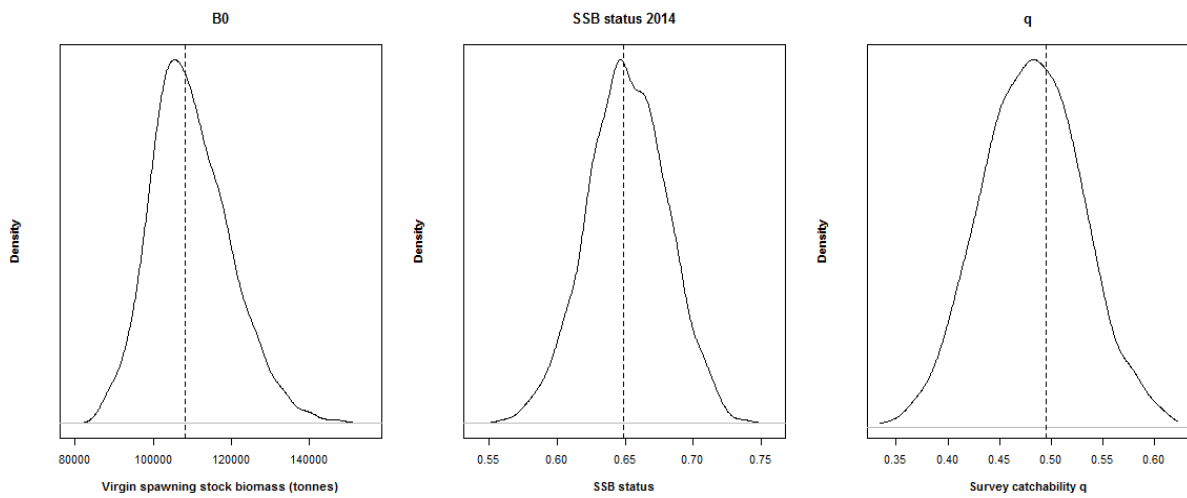 B0
Density
80000 100000 120000 140000
Virgin spawning stock biomass (tonnes)
SSB status 2014
Density
0.55 0.60 0.65 0.70 0.75
SSB status
q
Density
0.35 0.40 0.45 0.50 0.55 0.60
Survey catchability q